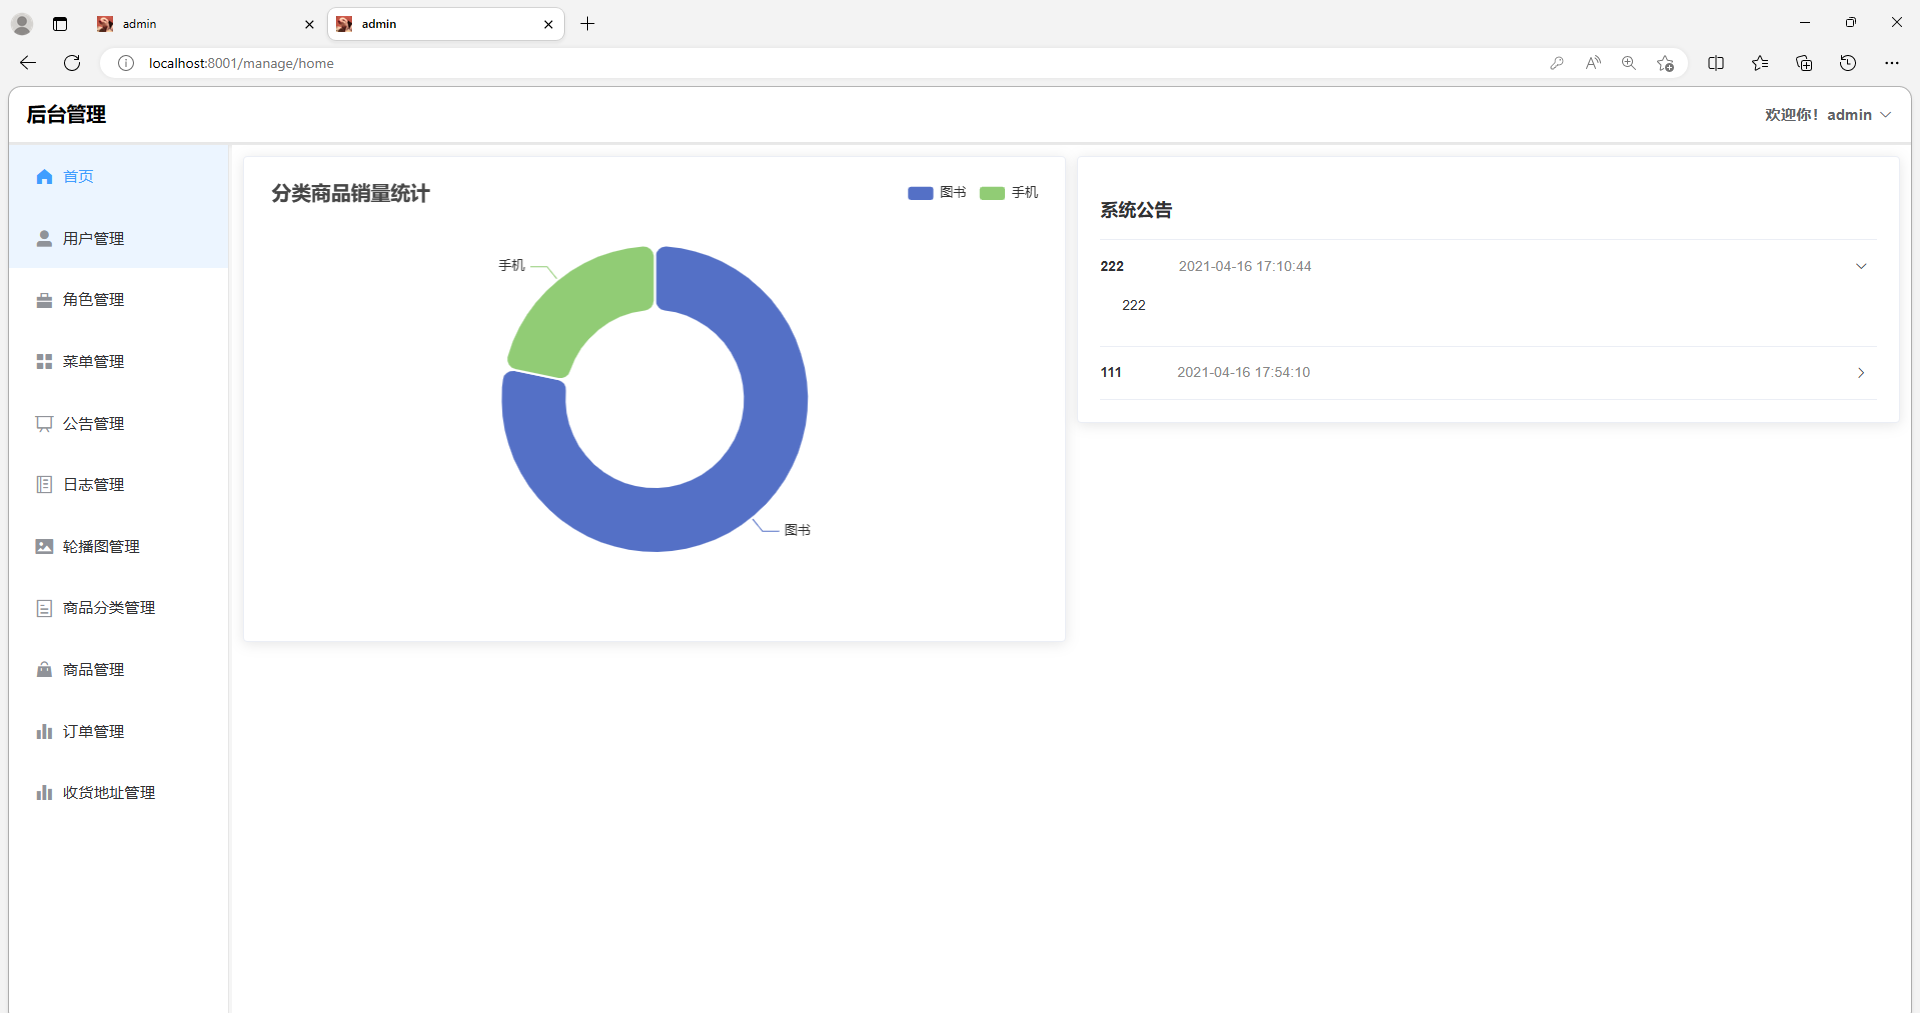 admin
admin
localhost:8001/manage/home
后台管理
欢迎你！admin
首页
用户管理
角色管理
菜单管理
公告管理
日志管理
轮播图管理
商品分类管理
商品管理
订单管理
收货地址管理
分类商品销量统计
图书
手机
手机
图书
系统公告
222 2021-04-16 17:10:44
222
111 2021-04-16 17:54:10